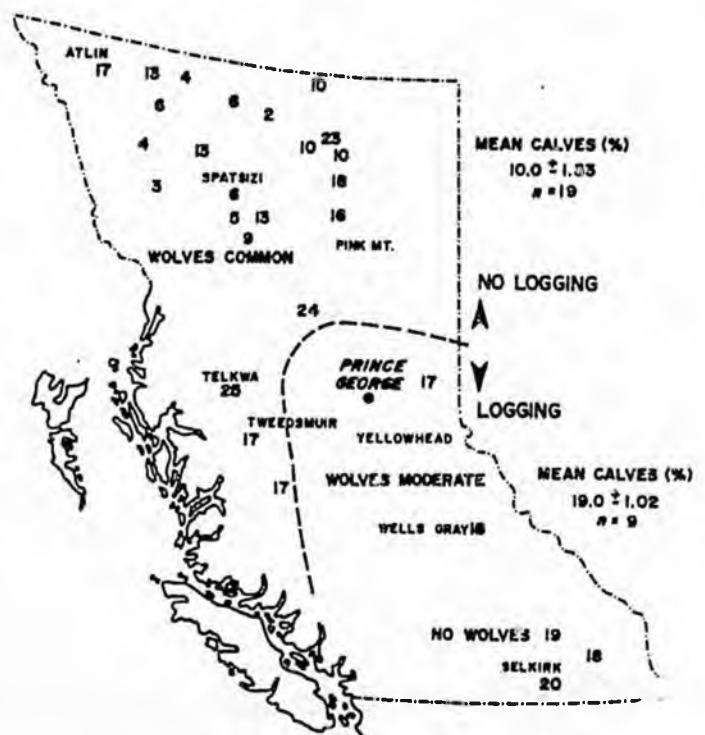 ATLIN
17
13
4
10
6
6
2
4
13
10
23
10
MEAN CALVES (%)
10.0 ± 1.33
n = 19
3
SPATSIZI
6
18
5
13
16
9
WOLVES COMMON
PINK MT.
NO LOGGING
24
PRINCE
GEORGE
17
TELKWA
25
LOGGING
TWEEDSMUIR
17
YELLOWHEAD
17
WOLVES MODERATE
MEAN CALVES (%)
19.0 ± 1.02
n = 9
WELLS GRAY
NO WOLVES 19
18
SELKIRK
20